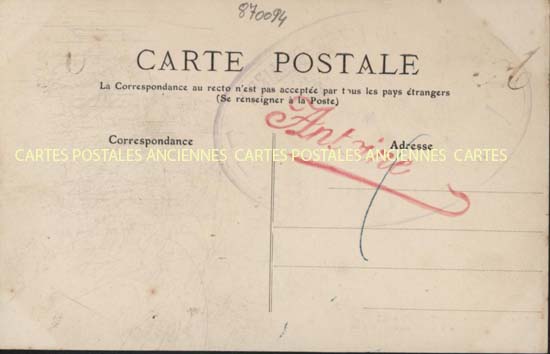 870094
CARTE POSTALE
La Correspondance au recto n'est pas acceptée par tous les pays étrangers
(Se renseigner à la Poste)
Correspondance
Adresse
Antoine
CARTES POSTALES ANCIENNES CARTES POSTALES ANCIENNES CARTES